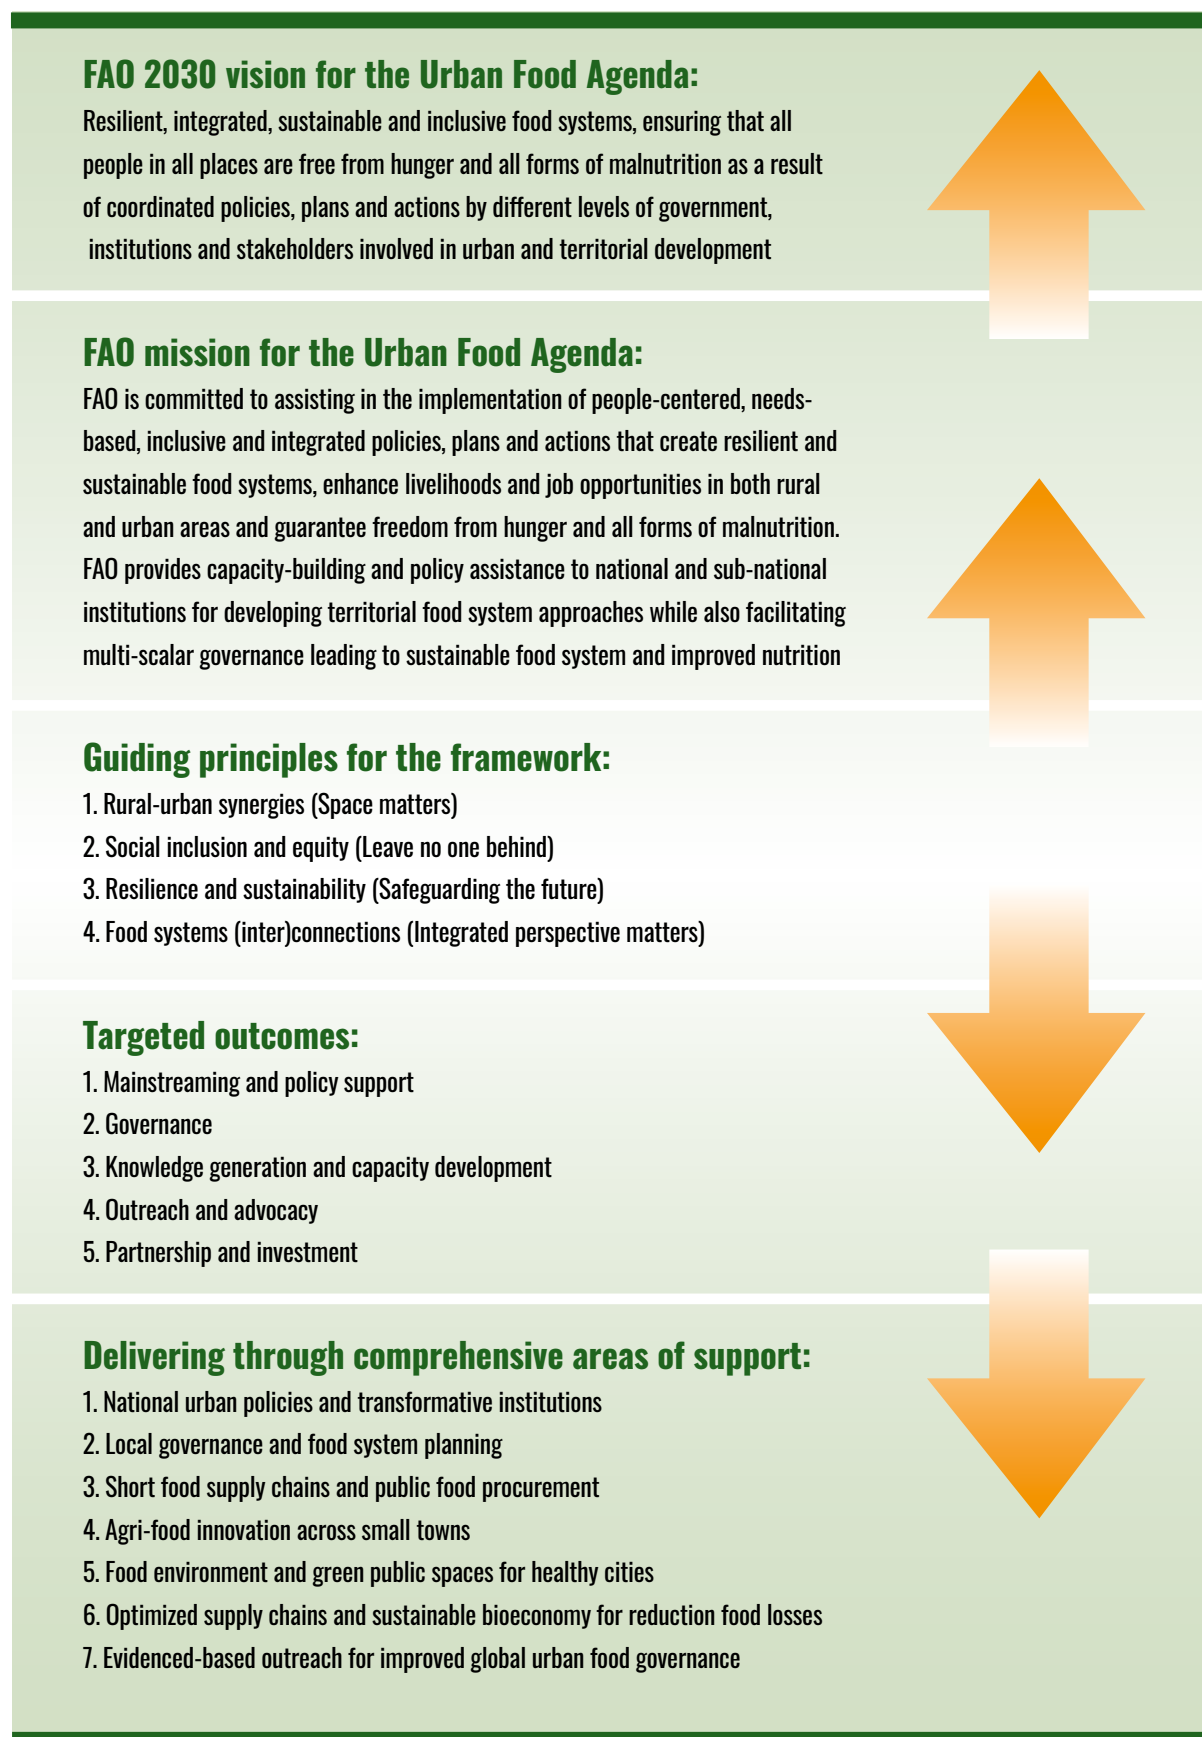 FAO 2030 vision for the Urban Food Agenda:
Resilient, integrated, sustainable and inclusive food systems, ensuring that all
people in all places are free from hunger and all forms of malnutrition as a result
of coordinated policies, plans and actions by different levels of government,
institutions and stakeholders involved in urban and territorial development
FAO mission for the Urban Food Agenda:
FAO is committed to assisting in the implementation of people-centered, needs-
based, inclusive and integrated policies, plans and actions that create resilient and
sustainable food systems, enhance livelihoods and job opportunities in both rural
and urban areas and guarantee freedom from hunger and all forms of malnutrition.
FAO provides capacity-building and policy assistance to national and sub-national
institutions for developing territorial food system approaches while also facilitating
multi-scalar governance leading to sustainable food system and improved nutrition
Guiding principles for the framework:
1. Rural-urban synergies (Space matters)
2. Social inclusion and equity (Leave no one behind)
3. Resilience and sustainability (Safeguarding the future)
4. Food systems (inter)connections (Integrated perspective matters)
Targeted outcomes:
1. Mainstreaming and policy support
2. Governance
3. Knowledge generation and capacity development
4. Outreach and advocacy
5. Partnership and investment
Delivering through comprehensive areas of support:
1. National urban policies and transformative institutions
2. Local governance and food system planning
3. Short food supply chains and public food procurement
4. Agri-food innovation across small towns
5. Food environment and green public spaces for healthy cities
6. Optimized supply chains and sustainable bioeconomy for reduction food losses
7. Evidenced-based outreach for improved global urban food governance